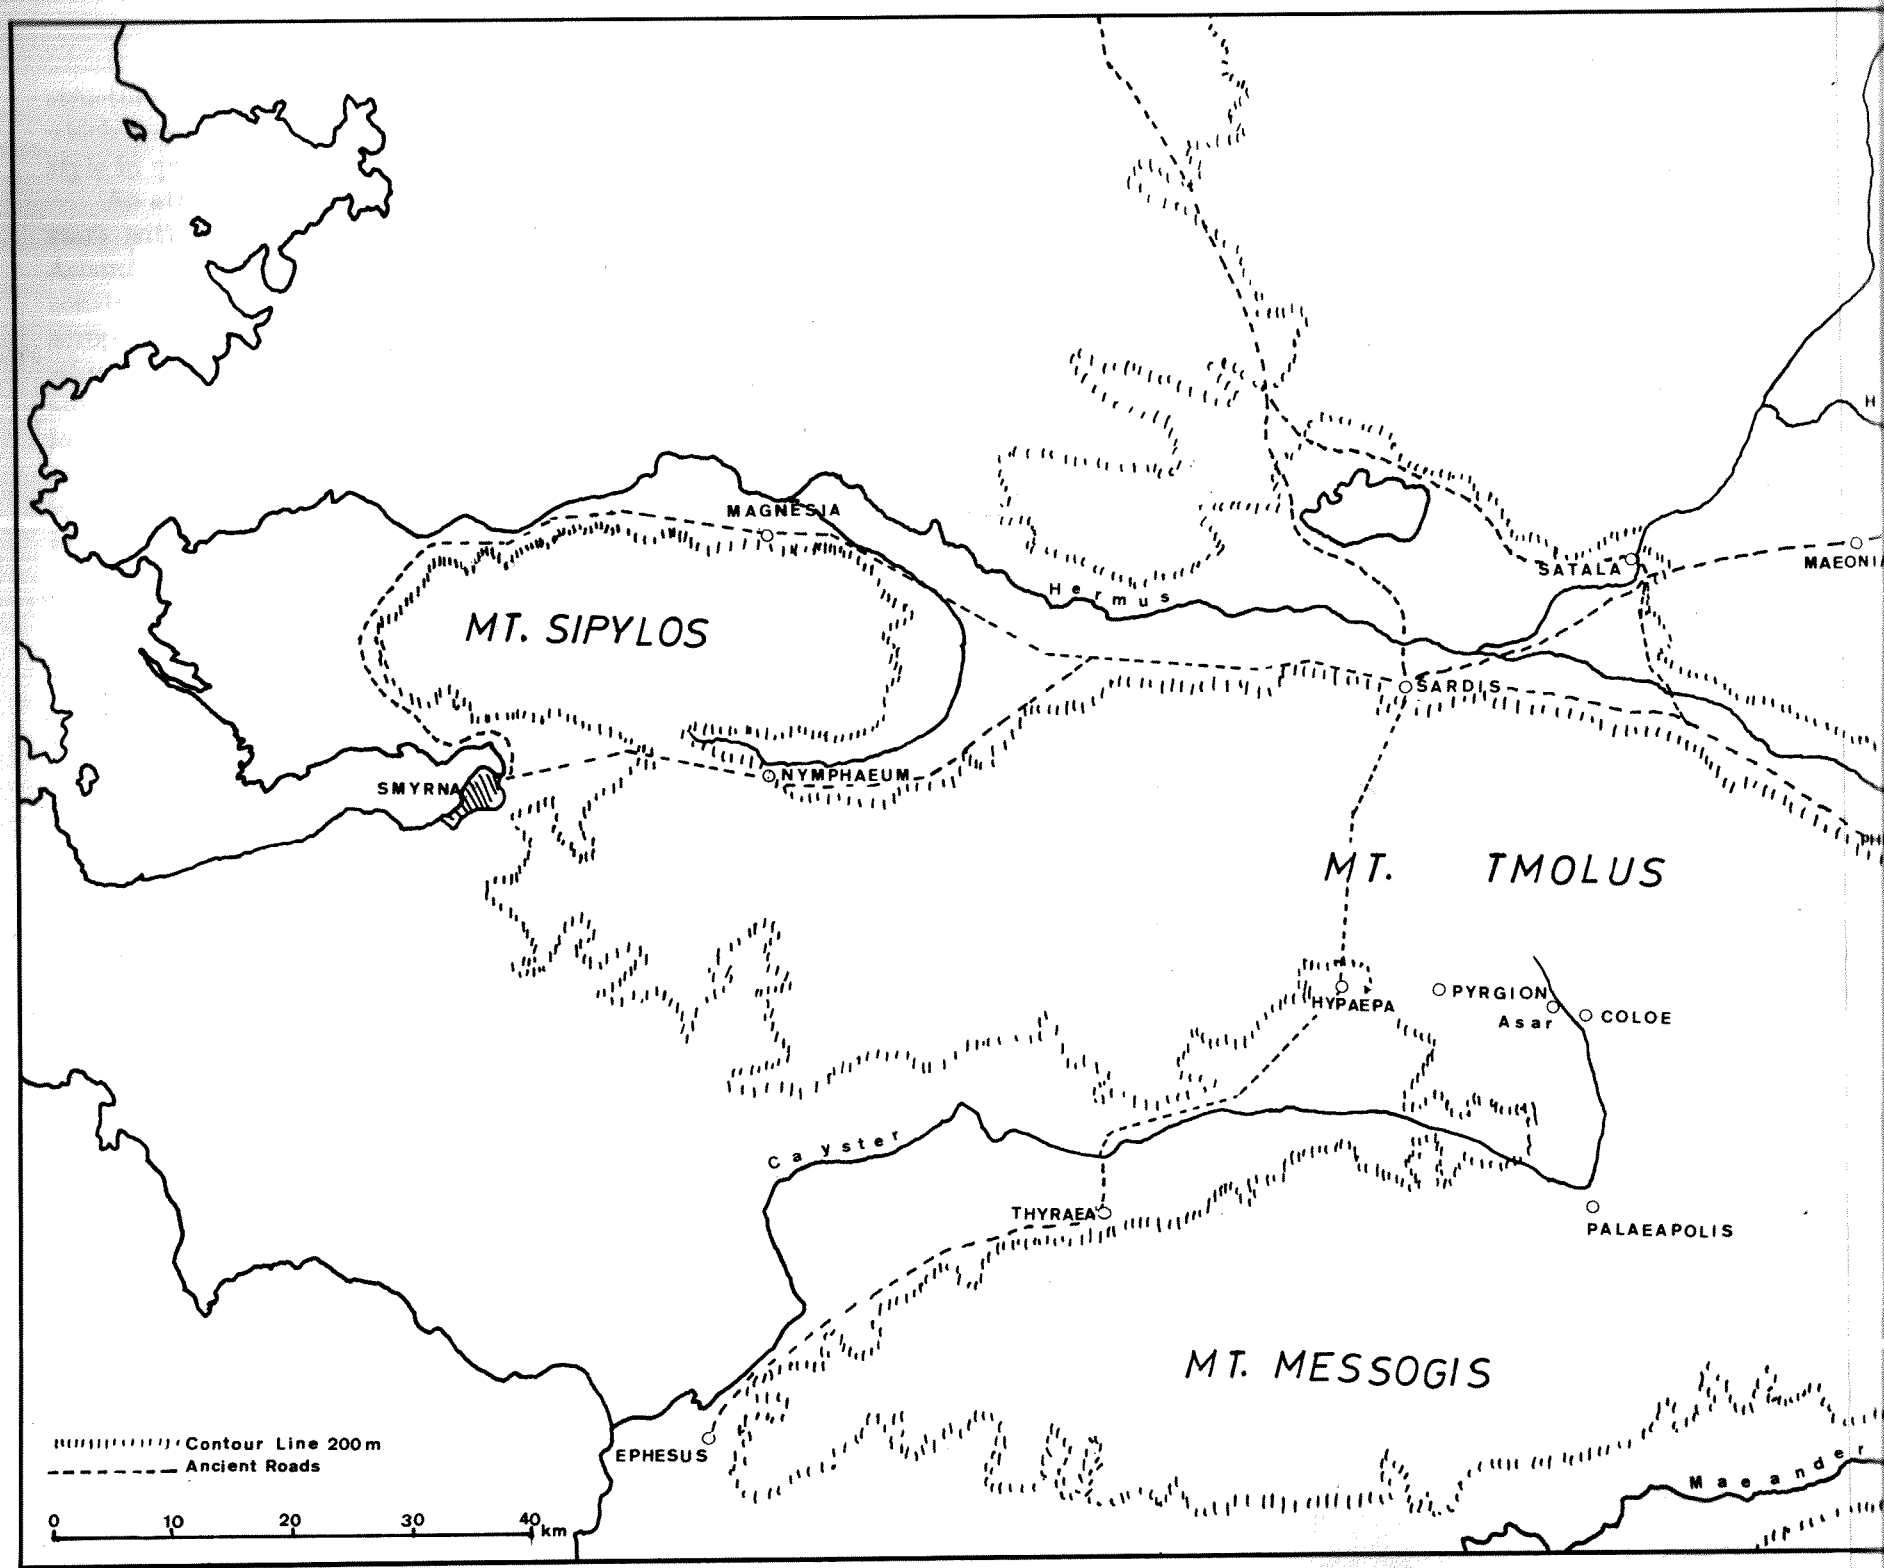 H
MAGNESIA
SATALA
MAEONIA
Hermus
MT. SIPYLOS
SARDIS
NYMPHAEUM
SMYRNA
MT. TMOLUS
HYPAEPA
PYRGION
Asar
COLOE
Cayster
THYRAEA
PALAEAPOLIS
MT. MESSOGIS
Contour Line 200m
Ancient Roads
EPHESUS
Maeander
0 10 20 30 40 km